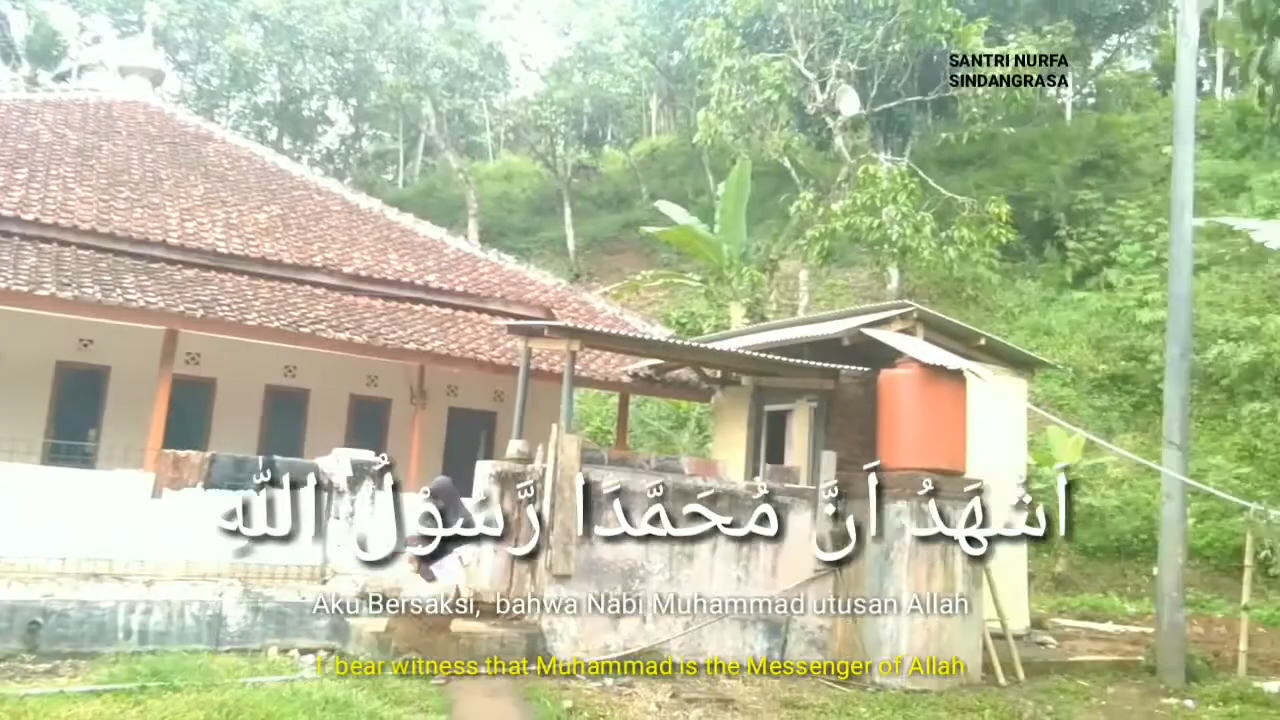 SANTRI NURFA
SINDANGRASA
اَشْهَدُ اَنَّ مُحَمَّدًا رَّسُوْلُ اللّٰهِ
Aku Bersaksi, bahwa Nabi Muhammad utusan Allah
I bear witness that Muhammad is the Messenger of Allah